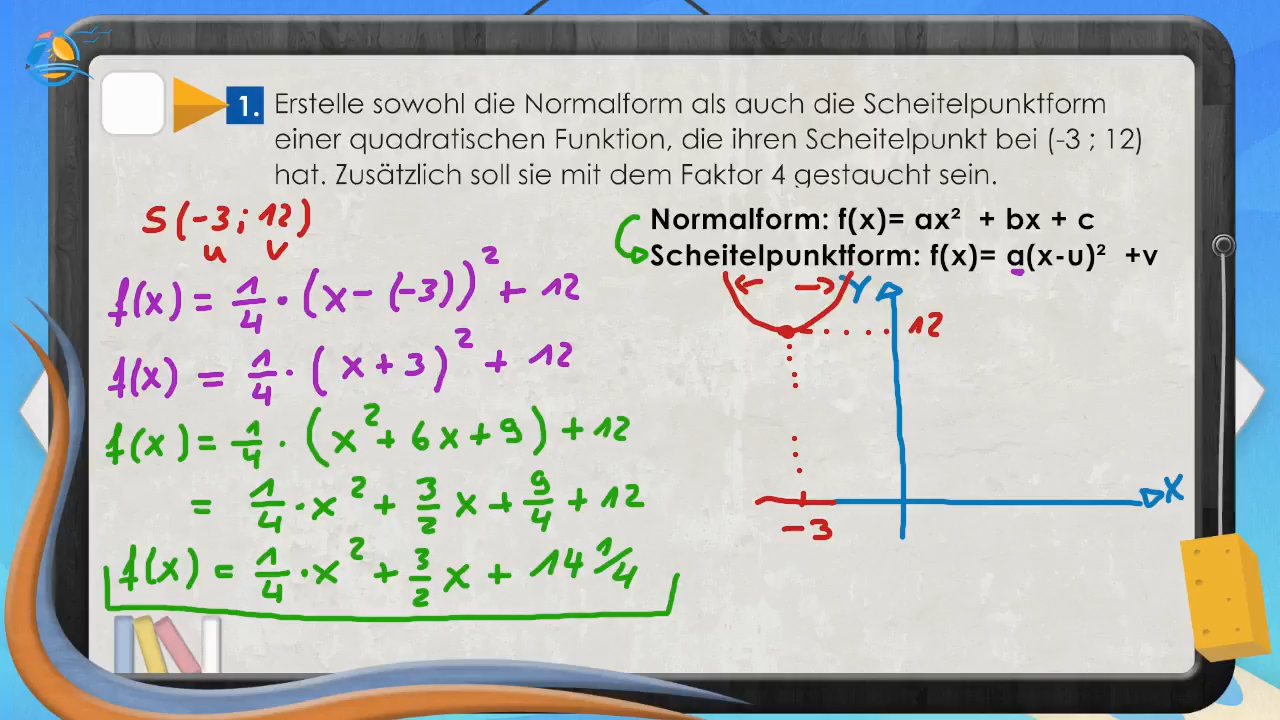 1. Erstelle sowohl die Normalform als auch die Scheitelpunktform
einer quadratischen Funktion, die ihren Scheitelpunkt bei (-3 ; 12)
hat. Zusätzlich soll sie mit dem Faktor 4 gestaucht sein.
S(-3; 12)
u v
Normalform: f(x)= ax² + bx + c
Scheitelpunktform: f(x)= a(x-u)² +v
f(x) = 1/4 · (x-(-3))² + 12
f(x) = 1/4 · (x+3)² + 12
f(x) = 1/4 · (x² + 6x + 9) + 12
= 1/4 · x² + 3/2 x + 9/4 + 12
f(x) = 1/4 · x² + 3/2 x + 14 1/4
Y
12
X
-3